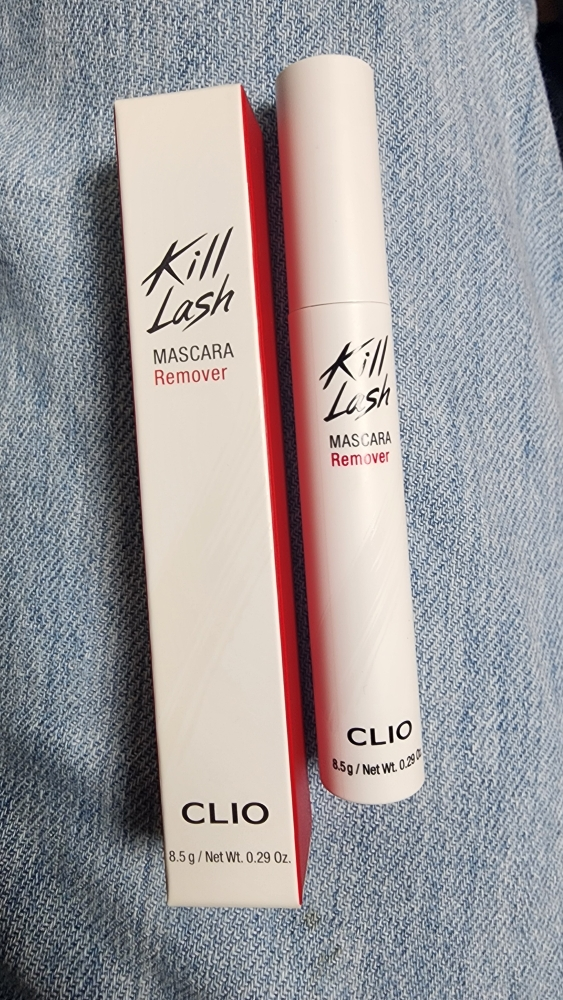 Kill
Lash
MASCARA
Remover
CLIO
8.5 g / Net Wt. 0.29 Oz.
Kill
Lash
MASCARA
Remover
CLIO
8.5 g / Net Wt. 0.29 Oz